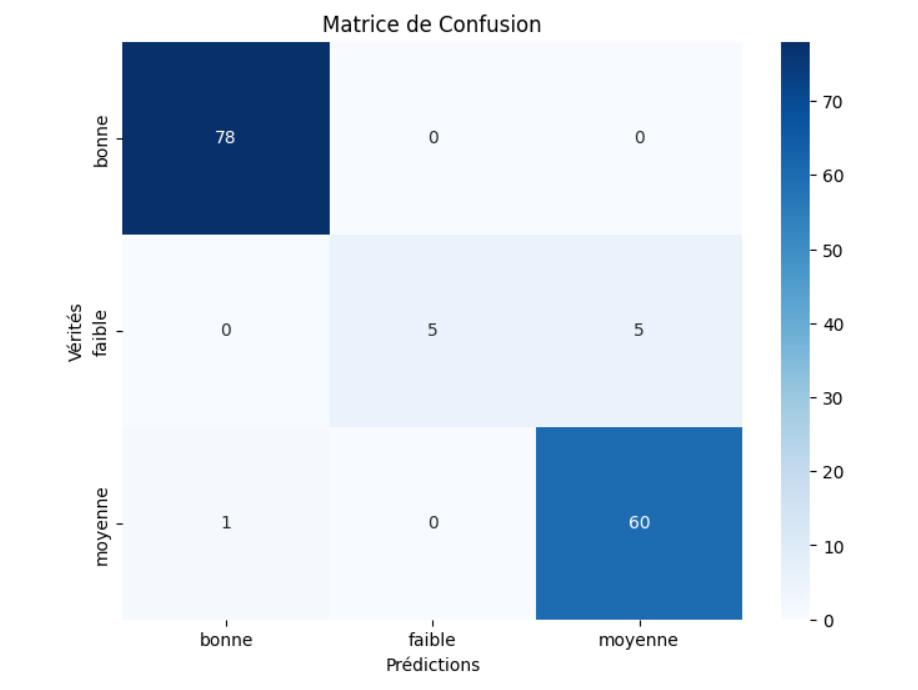 Matrice de Confusion
bonne 78 0 0
faible 0 5 5
moyenne 1 0 60
Vérités
bonne faible moyenne
Prédictions
70
60
50
40
30
20
10
0